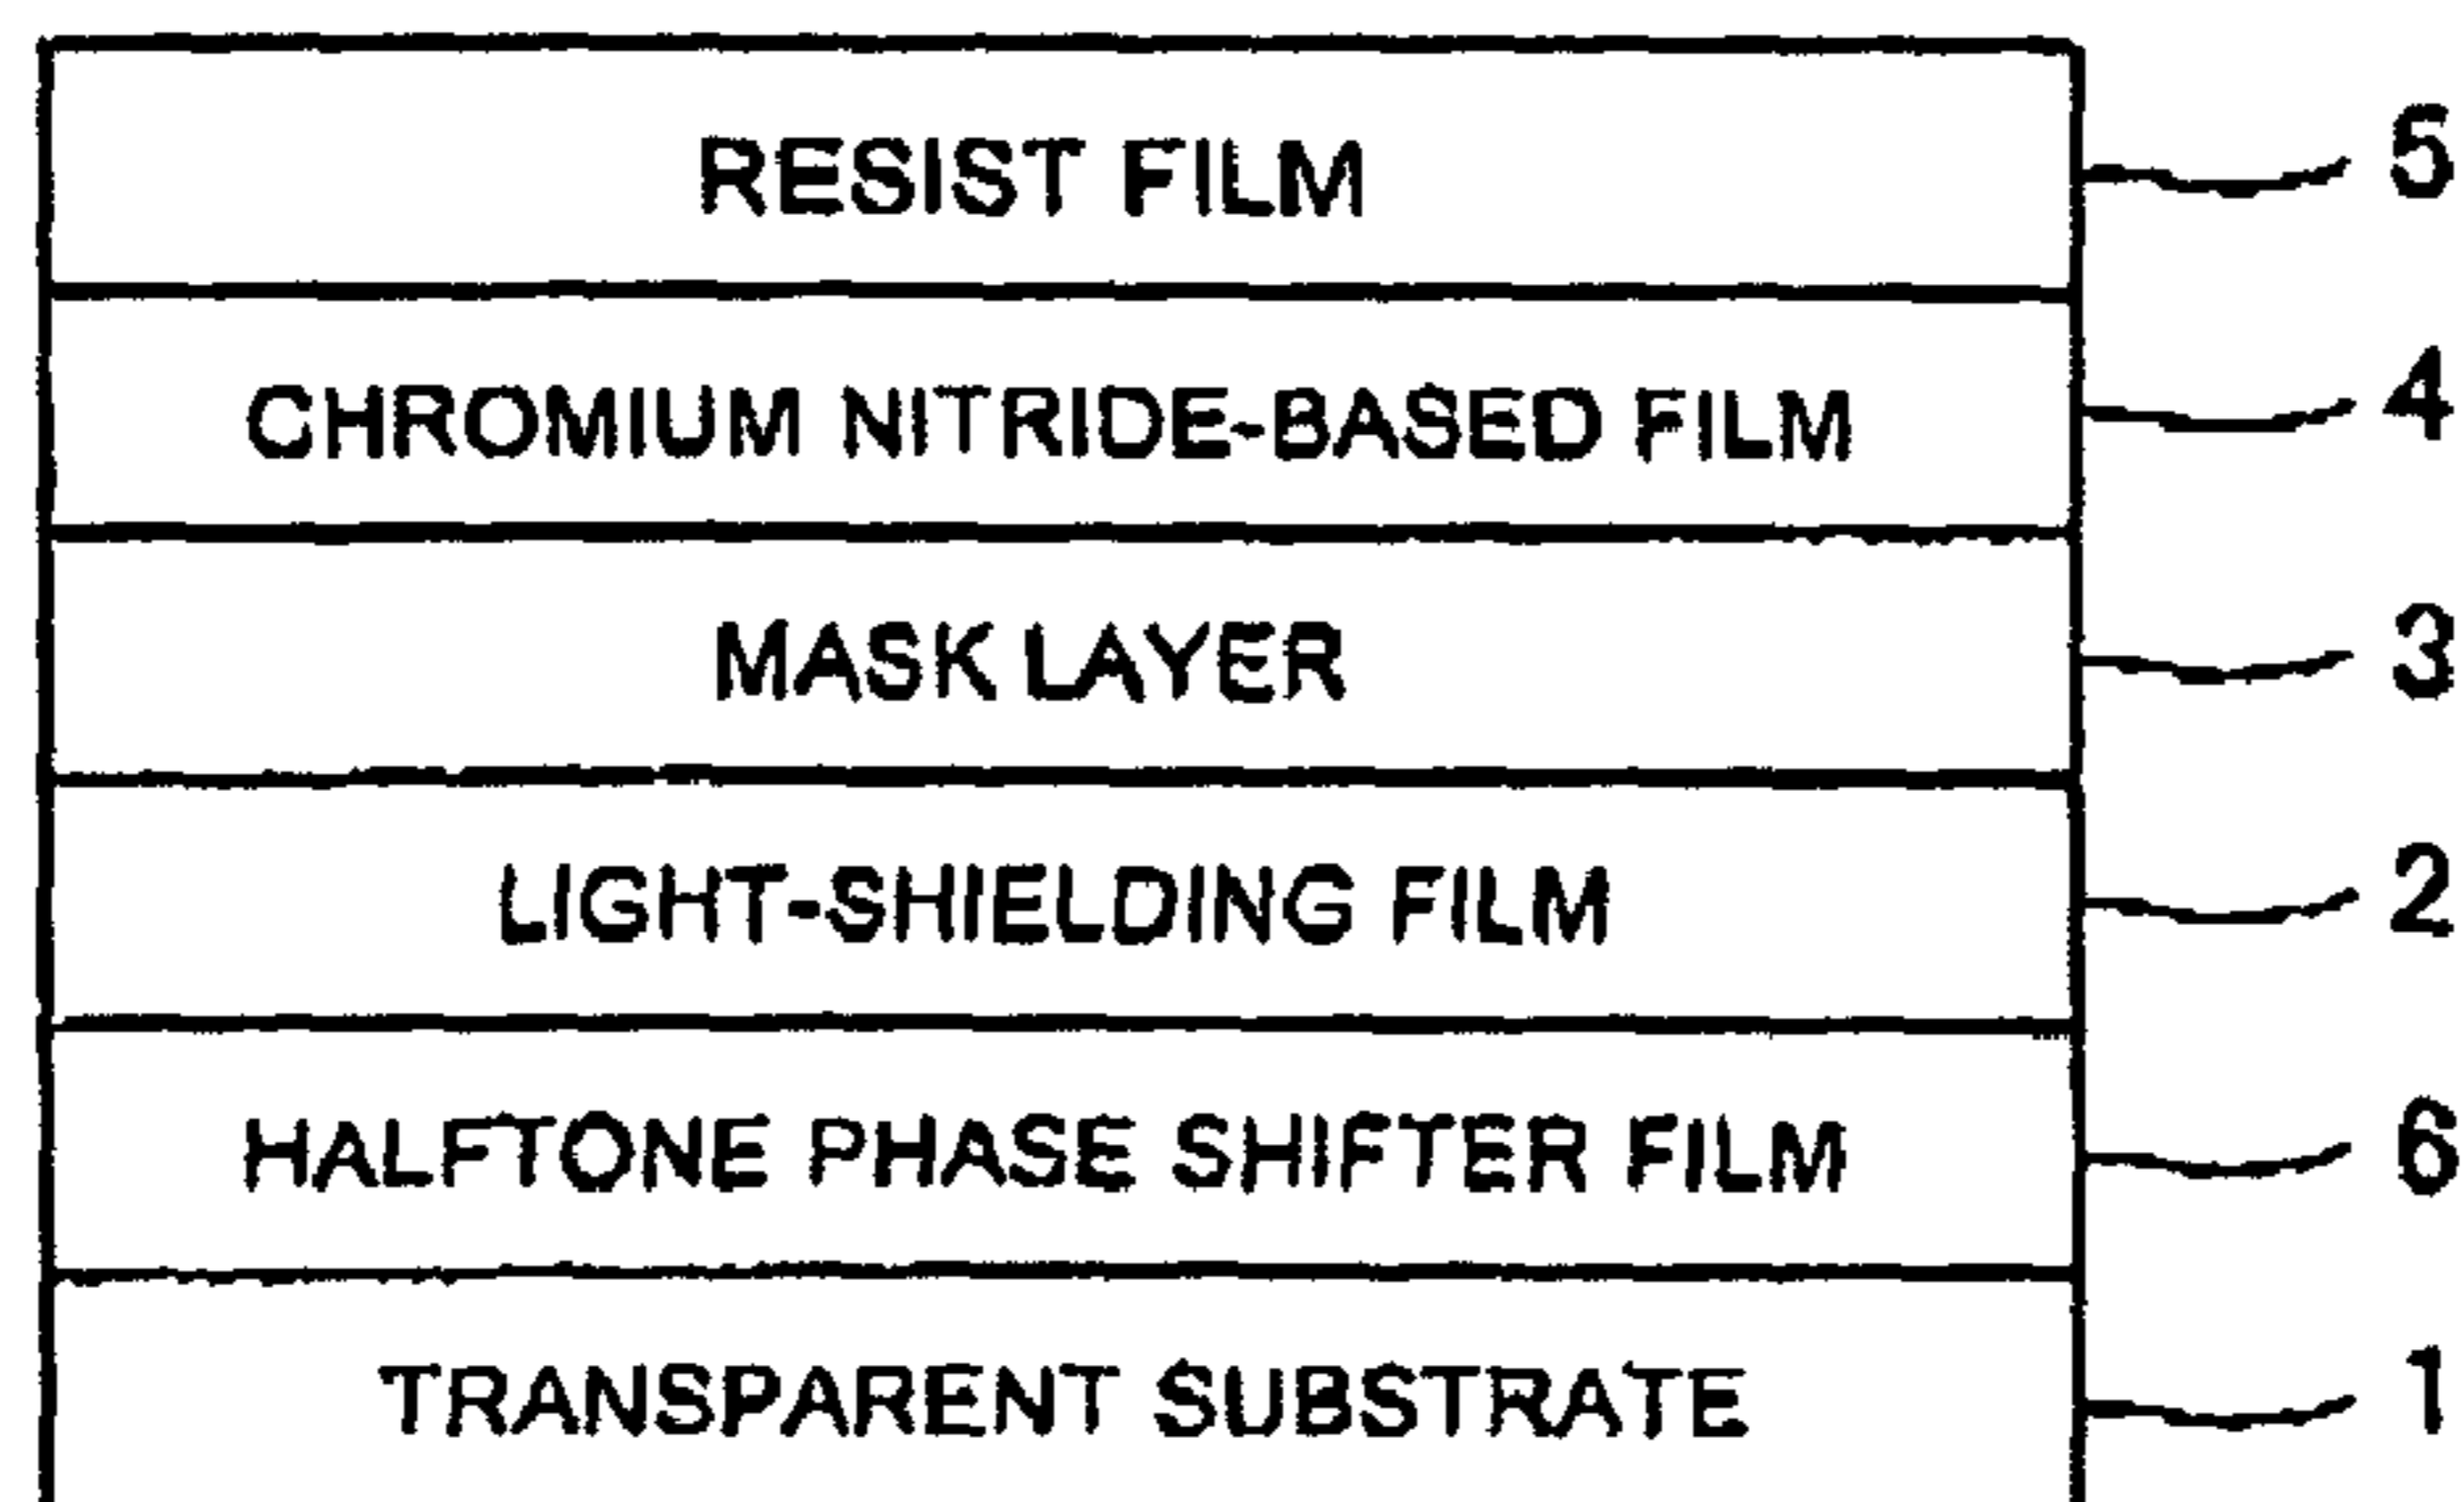 RESIST FILM 5
CHROMIUM NITRIDE-BASED FILM 4
MASK LAYER 3
LIGHT-SHIELDING FILM 2
HALFTONE PHASE SHIFTER FILM 6
TRANSPARENT SUBSTRATE 1